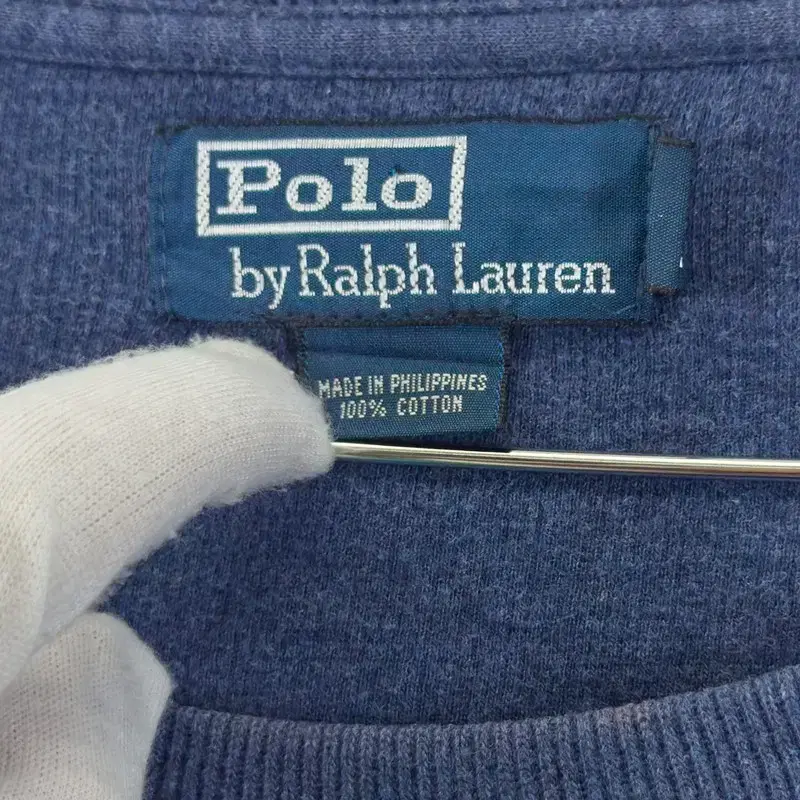 Polo
by Ralph Lauren
MADE IN PHILIPPINES
100% COTTON